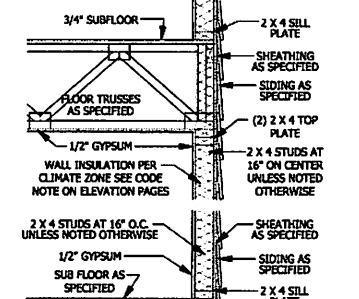 3/4" SUBFLOOR
2 X 4 SILL
PLATE
SHEATHING
AS SPECIFIED
SIDING AS
SPECIFIED
FLOOR TRUSSES
AS SPECIFIED
(2) 2 X 4 TOP
PLATE
1/2" GYPSUM
2 X 4 STUDS AT
16" ON CENTER
UNLESS NOTED
OTHERWISE
WALL INSULATION PER
CLIMATE ZONE SEE CODE
NOTE ON ELEVATION PAGES
2 X 4 STUDS AT 16" O.C.
UNLESS NOTED OTHERWISE
SHEATHING
AS SPECIFIED
1/2" GYPSUM
SIDING AS
SPECIFIED
SUB FLOOR AS
SPECIFIED
2 X 4 SILL